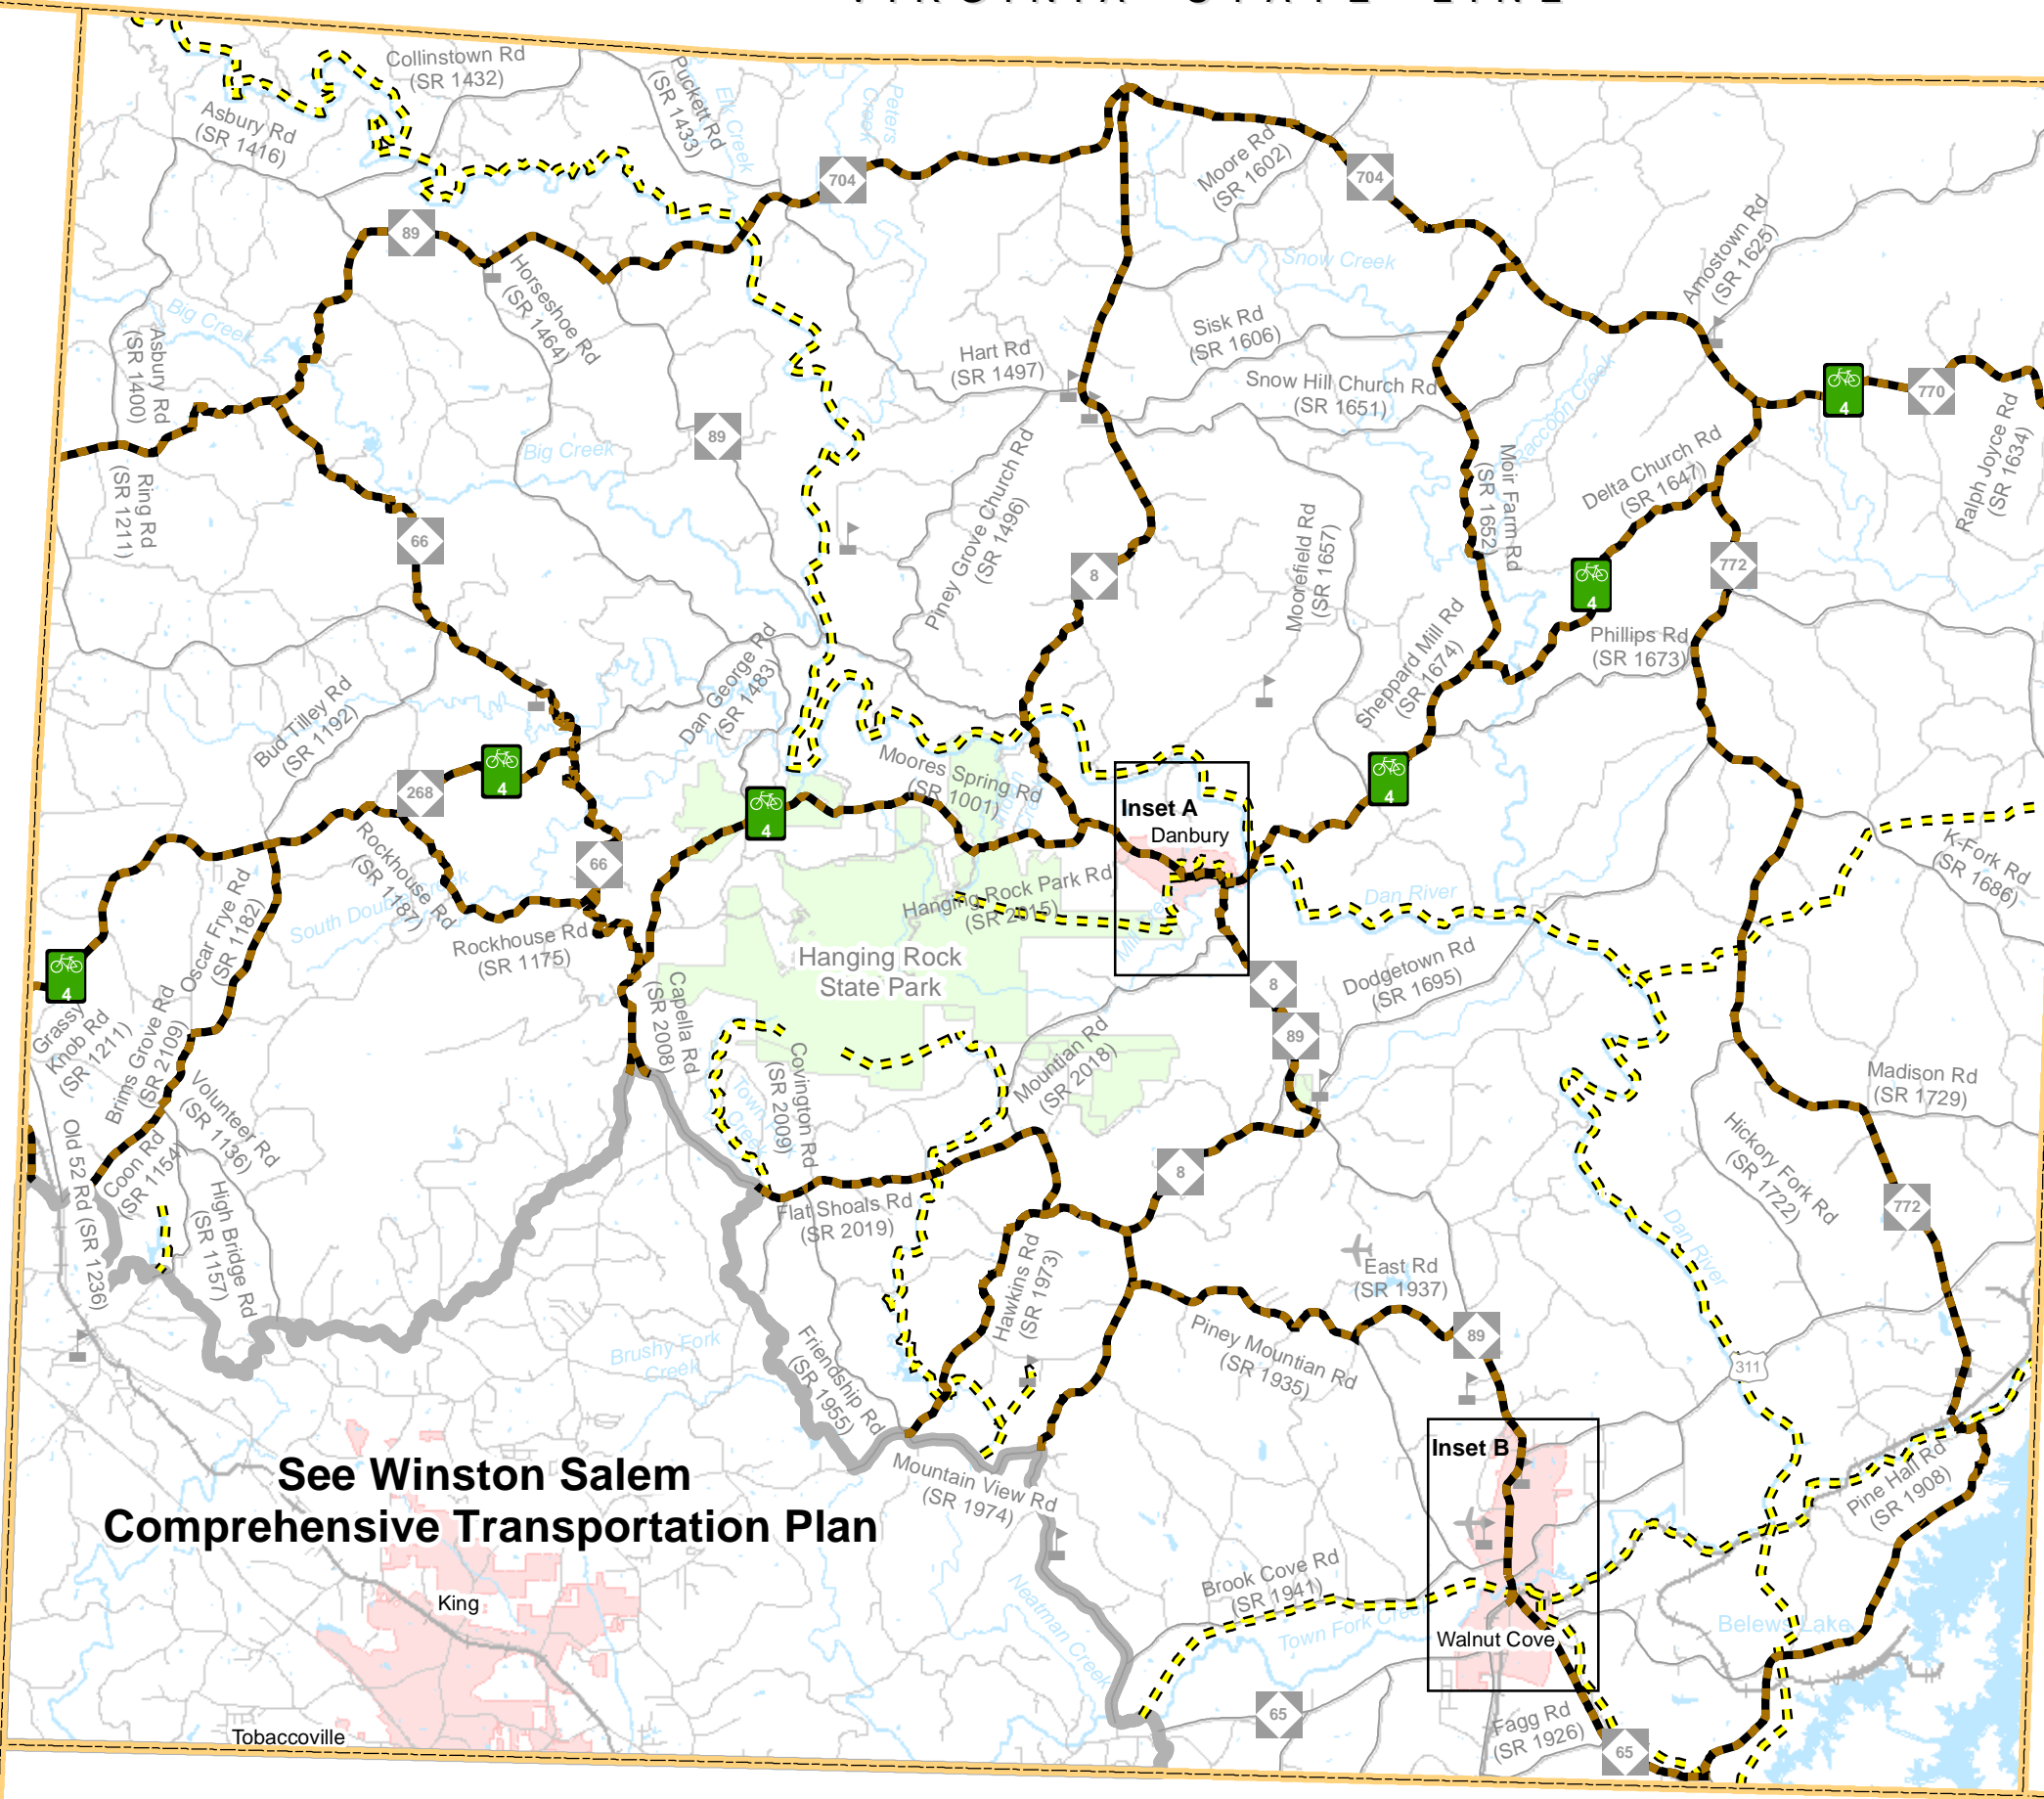 VIRGINIA STATE LINE
Collinstown Rd
(SR 1432)
Puckett Rd
(SR 1433)
Elk Creek
Peters
Creek
Asbury Rd
(SR 1416)
704
Moore Rd
(SR 1602)
704
89
Horseshoe Rd
(SR 1464)
Snow Creek
Amostown Rd
(SR 1625)
Big Creek
Asbury Rd
(SR 1400)
Hart Rd
(SR 1497)
Sisk Rd
(SR 1606)
Snow Hill Church Rd
(SR 1651)
Raccoon Creek
4
770
Ralph Joyce Rd
(SR 1634)
89
Big Creek
Ring Rd
(SR 1211)
Piney Grove Church Rd
(SR 1496)
Moir Farm Rd
(SR 1652)
Delta Church Rd
(SR 1647)
66
8
Moorefield Rd
(SR 1657)
4
772
Phillips Rd
(SR 1673)
Sheppard Mill Rd
(SR 1674)
Dan George Rd
(SR 1483)
Bud Tilley Rd
(SR 1192)
268
4
4
Moores Spring Rd
(SR 1001)
4
Inset A
Danbury
Rockhouse Rd
(SR 1187)
66
K-Fork Rd
(SR 1686)
Hanging Rock Park Rd
(SR 2015)
Dan River
Oscar Frye Rd
(SR 1182)
Rockhouse Rd
(SR 1175)
Hanging Rock
State Park
Dodgetown Rd
(SR 1695)
4
8
Capella Rd
(SR 2008)
Grassy
Knob Rd
(SR 1211)
Brims Grove Rd
(SR 2109)
89
Covington Rd
(SR 2009)
Mountian Rd
(SR 2018)
Madison Rd
(SR 1729)
Volunteer Rd
(SR 1136)
Hickory Fork Rd
(SR 1722)
Old 52 Rd (SR 1236)
Coon Rd
(SR 1154)
High Bridge Rd
(SR 1157)
8
Flat Shoals Rd
(SR 2019)
772
Dan River
Hawkins Rd
(SR 1973)
East Rd
(SR 1937)
Piney Mountian Rd
(SR 1935)
89
311
Brushy Fork
Creek
Friendship Rd
(SR 1955)
Inset B
See Winston Salem
Comprehensive Transportation Plan
Mountain View Rd
(SR 1974)
Pine Hall Rd
(SR 1908)
King
Brook Cove Rd
(SR 1941)
Neatman Creek
Town Fork Creek
Walnut Cove
Belews Lake
65
Fagg Rd
(SR 1926)
65
Tobaccoville